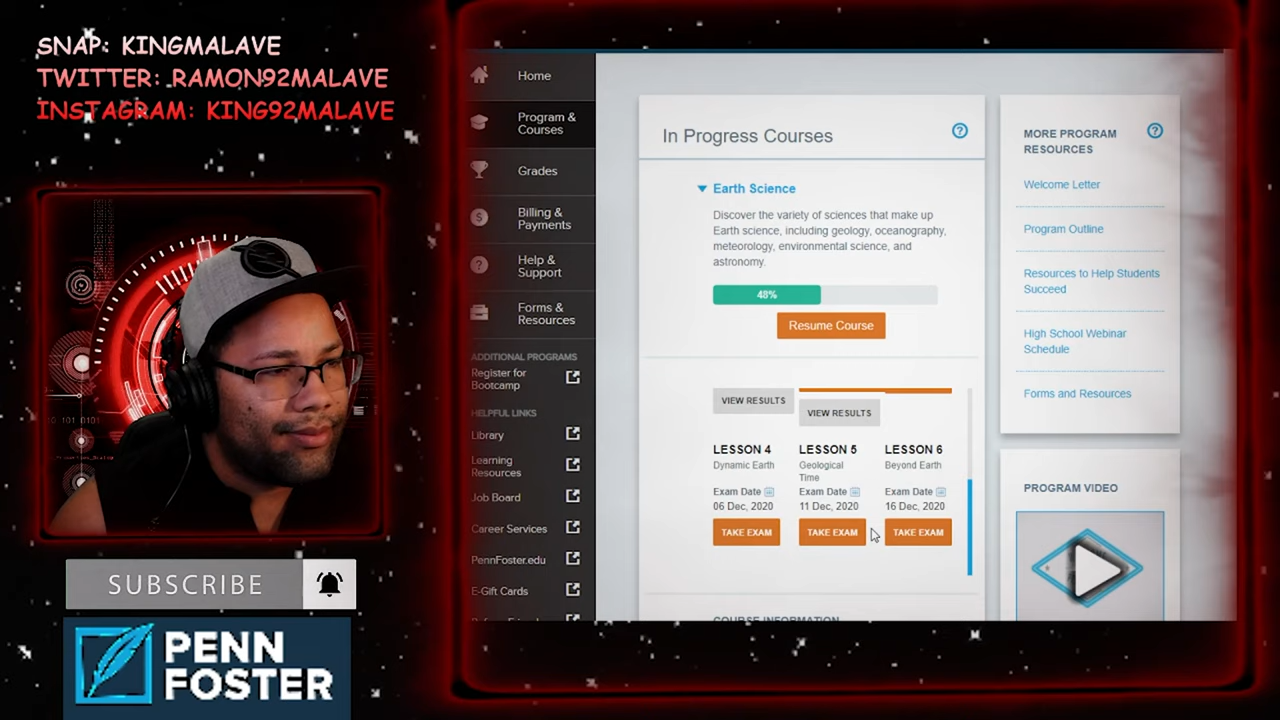 SNAP: KINGMALAVE
TWITTER: RAMON92MALAVE
INSTAGRAM: KING92MALAVE
SUBSCRIBE
PENN
FOSTER
Home
Program &
Courses
Grades
Billing &
Payments
Help &
Support
Forms &
Resources
ADDITIONAL PROGRAMS
Register for
Bootcamp
HELPFUL LINKS
Library
Learning
Resources
Job Board
Career Services
PennFoster.edu
E-Gift Cards
In Progress Courses
Earth Science
Discover the variety of sciences that make up
Earth science, including geology, oceanography,
meteorology, environmental science, and
astronomy.
48%
Resume Course
VIEW RESULTS
VIEW RESULTS
LESSON 4
Dynamic Earth
Exam Date
06 Dec, 2020
TAKE EXAM
LESSON 5
Geological
Time
Exam Date
11 Dec, 2020
TAKE EXAM
LESSON 6
Beyond Earth
Exam Date
16 Dec, 2020
TAKE EXAM
COURSE INFORMATION
MORE PROGRAM
RESOURCES
Welcome Letter
Program Outline
Resources to Help Students
Succeed
High School Webinar
Schedule
Forms and Resources
PROGRAM VIDEO